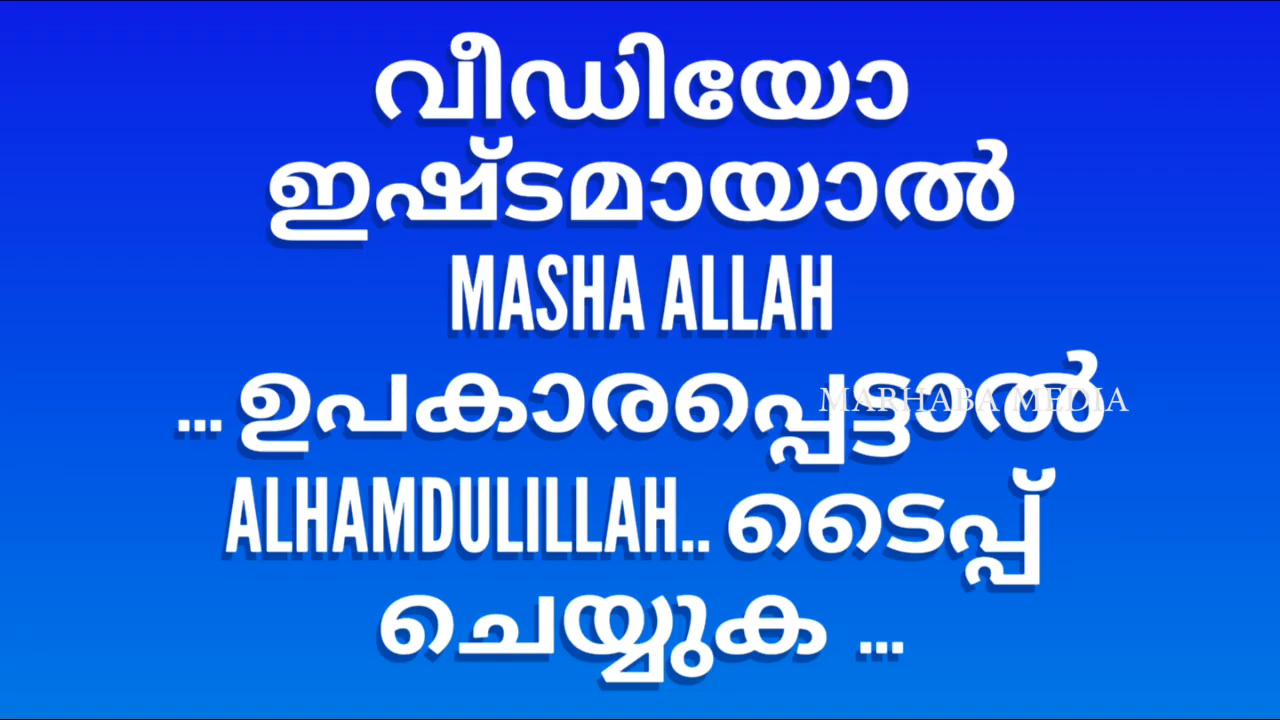 വീഡിയോ
ഇഷ്ടമായാൽ
MASHA ALLAH
... ഉപകാരപ്പെട്ടാൽ
MARHABA MEDIA
ALHAMDULILLAH.. ടൈപ്പ്
ചെയ്യുക ...